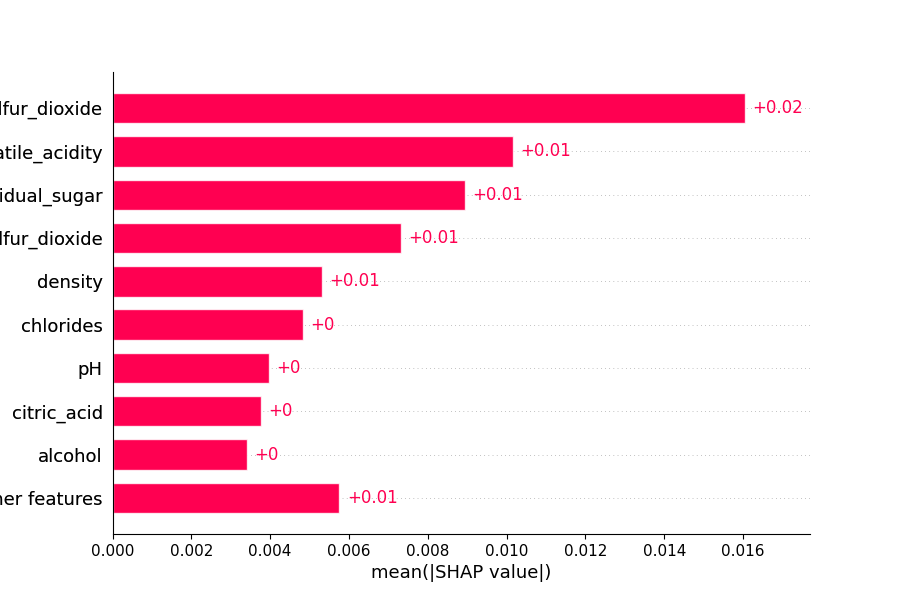 lfur_dioxide +0.02
atile_acidity +0.01
idual_sugar +0.01
lfur_dioxide +0.01
density +0.01
chlorides +0
pH +0
citric_acid +0
alcohol +0
ner features +0.01
0.000 0.002 0.004 0.006 0.008 0.010 0.012 0.014 0.016
mean(|SHAP value|)